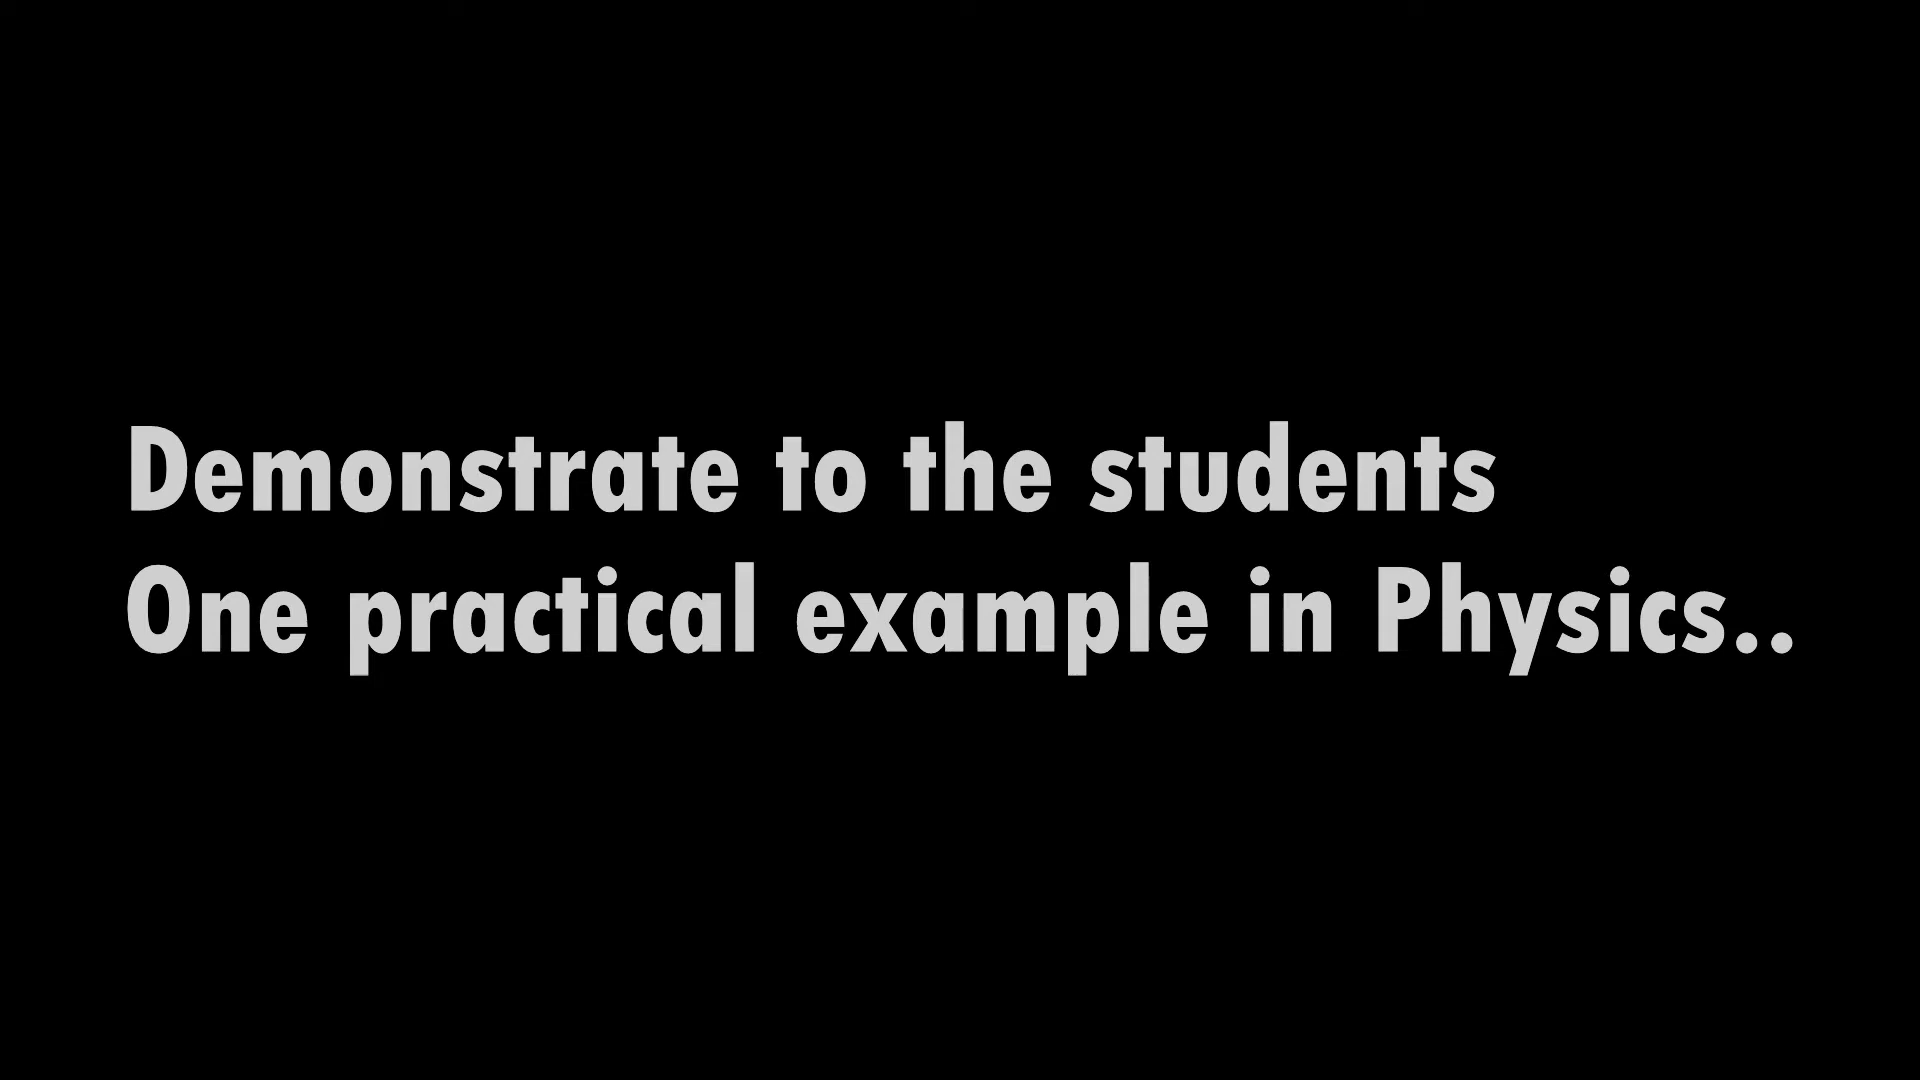 Demonstrate to the students
One practical example in Physics..